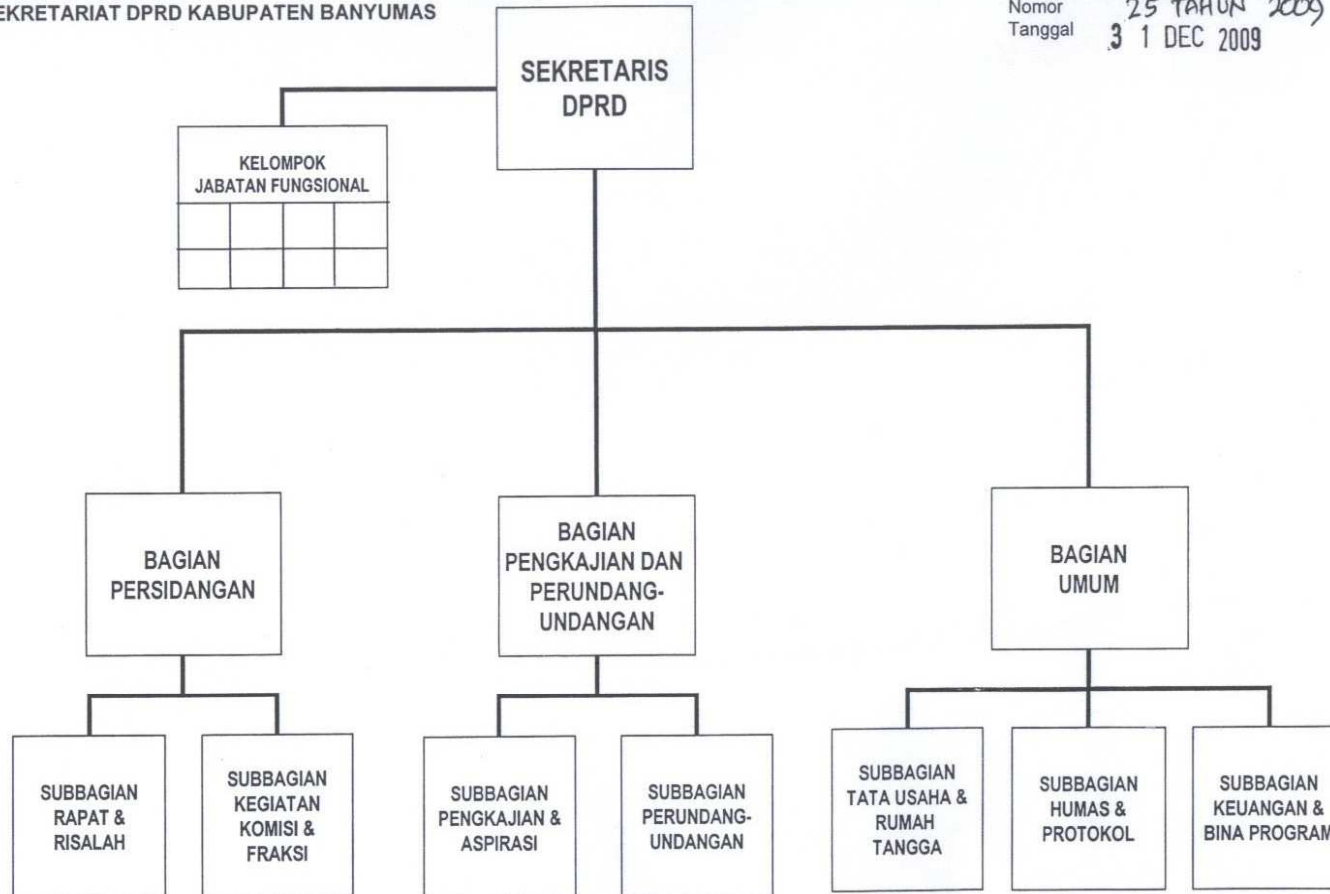 EKRETARIAT DPRD KABUPATEN BANYUMAS
Nomor 25 TAHUN 2009
Tanggal 3 1 DEC 2009
SEKRETARIS
DPRD
KELOMPOK
JABATAN FUNGSIONAL
BAGIAN
PERSIDANGAN
BAGIAN
PENGKAJIAN DAN
PERUNDANG-
UNDANGAN
BAGIAN
UMUM
SUBBAGIAN
RAPAT &
RISALAH
SUBBAGIAN
KEGIATAN
KOMISI &
FRAKSI
SUBBAGIAN
PENGKAJIAN &
ASPIRASI
SUBBAGIAN
PERUNDANG-
UNDANGAN
SUBBAGIAN
TATA USAHA &
RUMAH
TANGGA
SUBBAGIAN
HUMAS &
PROTOKOL
SUBBAGIAN
KEUANGAN &
BINA PROGRAM